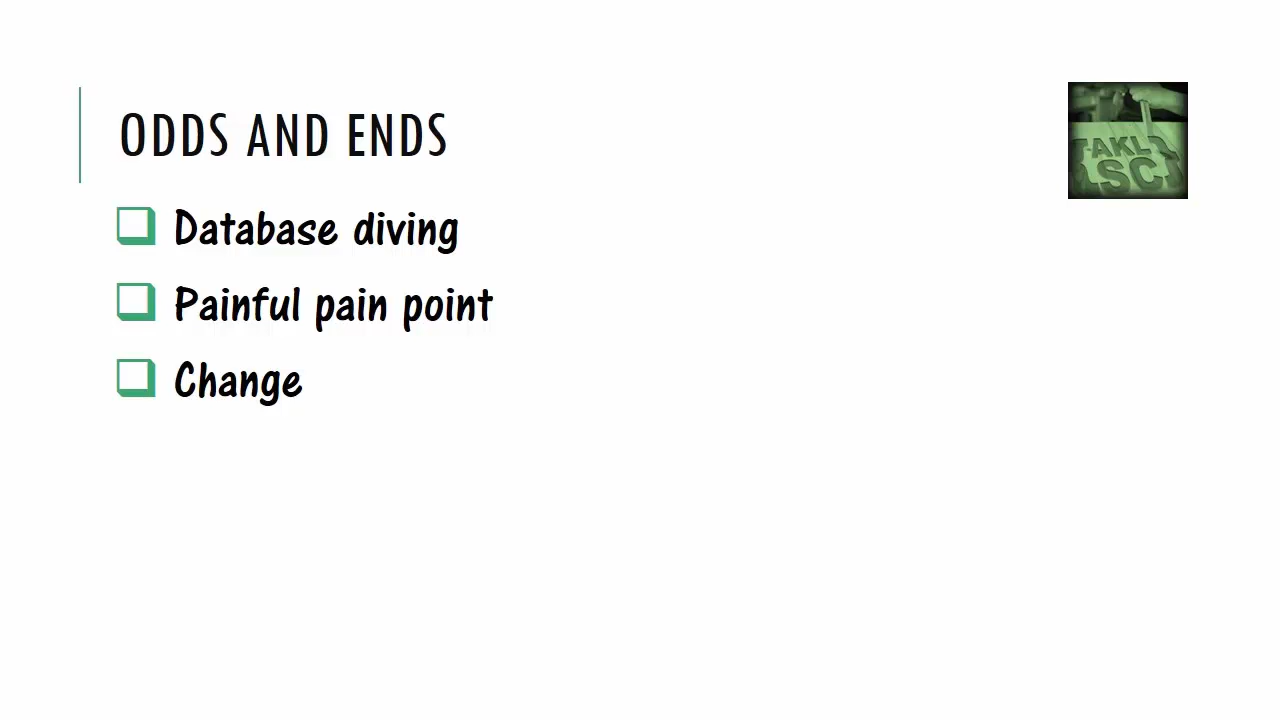 ODDS AND ENDS
Database diving
Painful pain point
Change